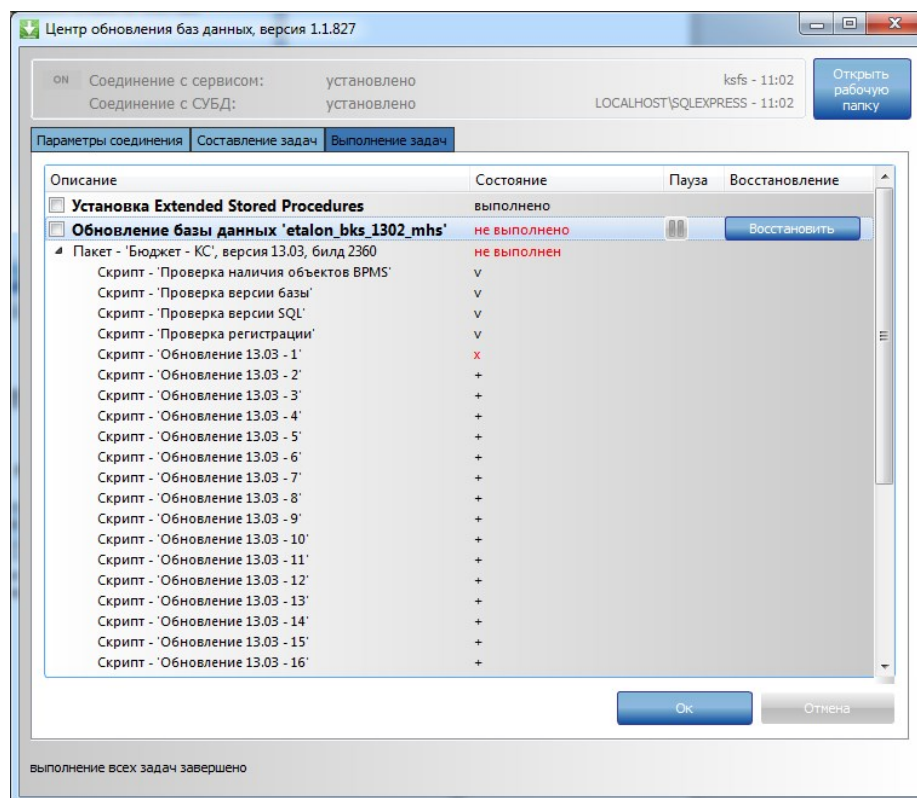 Центр обновления баз данных, версия 1.1.827
ON Соединение с сервисом: установлено ksfs - 11:02
Соединение с СУБД: установлено LOCALHOST\SQLEXPRESS - 11:02
Открыть
рабочую
папку
Параметры соединения Составление задач Выполнение задач
Описание Состояние Пауза Восстановление
Установка Extended Stored Procedures выполнено
Обновление базы данных 'etalon_bks_1302_mhs' не выполнено Восстановить
Пакет - 'Бюджет - КС', версия 13.03, билд 2360 не выполнен
Скрипт - 'Проверка наличия объектов BPMS' v
Скрипт - 'Проверка версии базы' v
Скрипт - 'Проверка версии SQL' v
Скрипт - 'Проверка регистрации' v
Скрипт - 'Обновление 13.03 - 1' x
Скрипт - 'Обновление 13.03 - 2' +
Скрипт - 'Обновление 13.03 - 3' +
Скрипт - 'Обновление 13.03 - 4' +
Скрипт - 'Обновление 13.03 - 5' +
Скрипт - 'Обновление 13.03 - 6' +
Скрипт - 'Обновление 13.03 - 7' +
Скрипт - 'Обновление 13.03 - 8' +
Скрипт - 'Обновление 13.03 - 9' +
Скрипт - 'Обновление 13.03 - 10' +
Скрипт - 'Обновление 13.03 - 11' +
Скрипт - 'Обновление 13.03 - 12' +
Скрипт - 'Обновление 13.03 - 13' +
Скрипт - 'Обновление 13.03 - 14' +
Скрипт - 'Обновление 13.03 - 15' +
Скрипт - 'Обновление 13.03 - 16' +
Ок Отмена
выполнение всех задач завершено